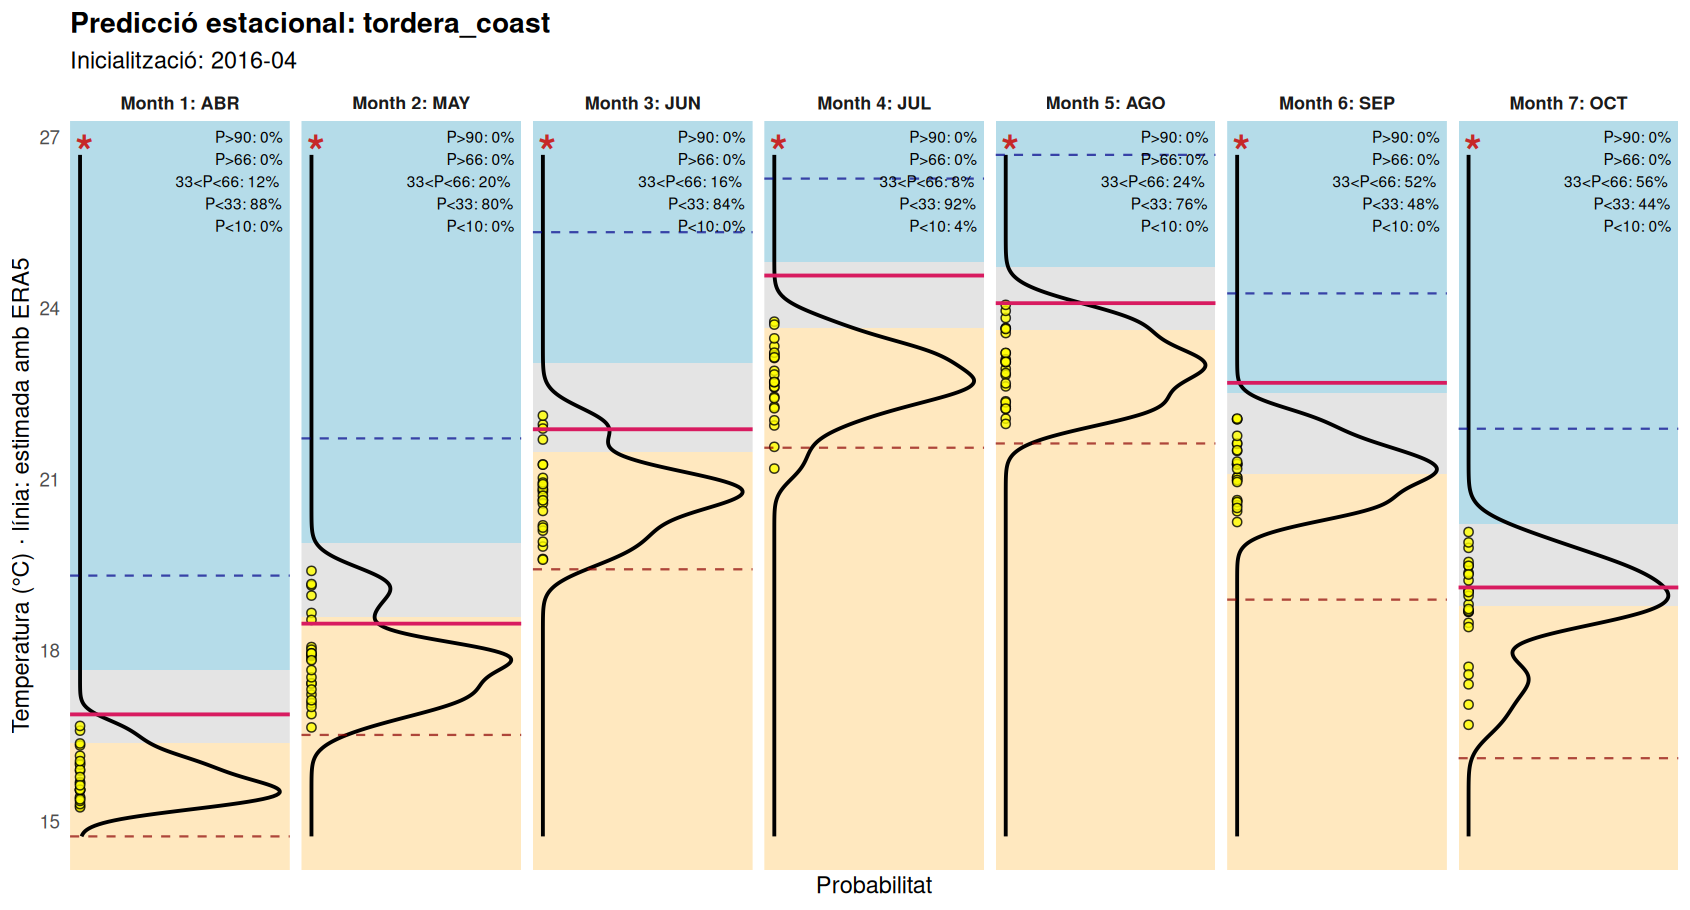 Predicció estacional: tordera_coast
Inicialització: 2016-04
Month 1: ABR
Month 2: MAY
Month 3: JUN
Month 4: JUL
Month 5: AGO
Month 6: SEP
Month 7: OCT
Temperatura (°C) · línia: estimada amb ERA5
27
24
21
18
15
*
P>90: 0%
P>66: 0%
33<P<66: 12%
P<33: 88%
P<10: 0%
*
P>90: 0%
P>66: 0%
33<P<66: 20%
P<33: 80%
P<10: 0%
*
P>90: 0%
P>66: 0%
33<P<66: 16%
P<33: 84%
P<10: 0%
*
P>90: 0%
P>66: 0%
33<P<66: 8%
P<33: 92%
P<10: 4%
*
P>90: 0%
P>66: 0%
33<P<66: 24%
P<33: 76%
P<10: 0%
*
P>90: 0%
P>66: 0%
33<P<66: 52%
P<33: 48%
P<10: 0%
*
P>90: 0%
P>66: 0%
33<P<66: 56%
P<33: 44%
P<10: 0%
Probabilitat